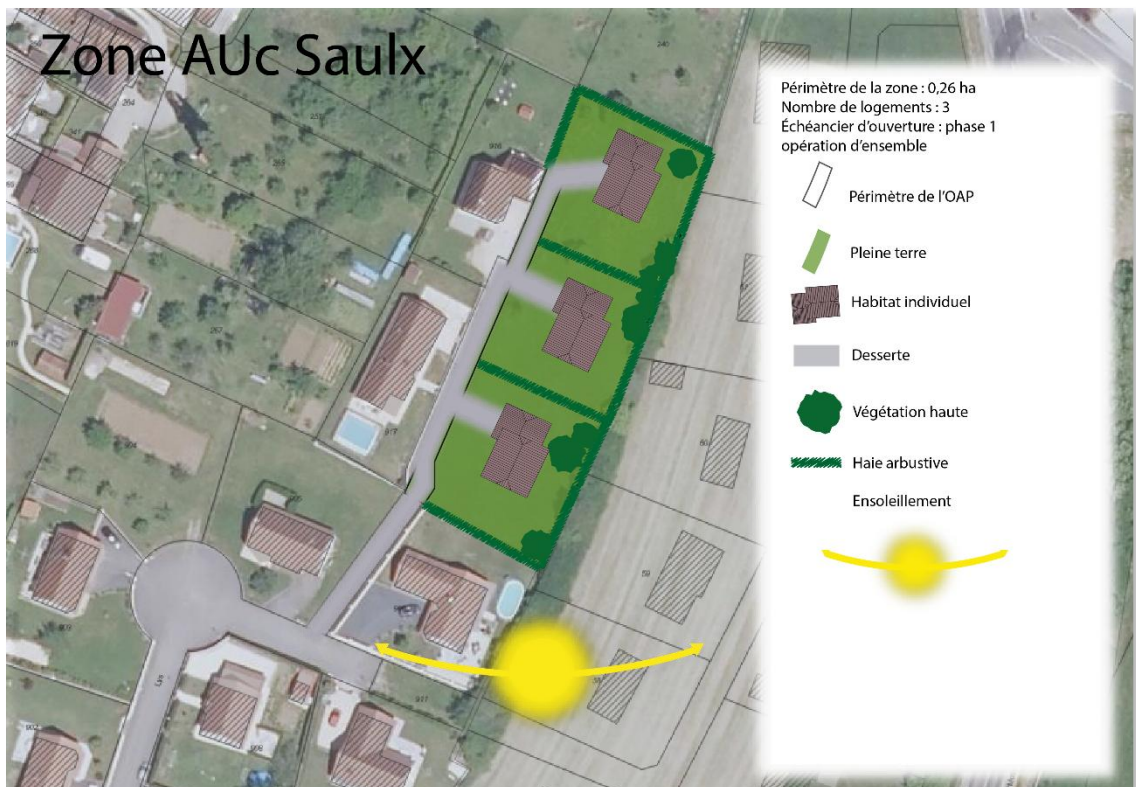 Zone AUc Saulx
Périmètre de la zone : 0,26 ha
Nombre de logements : 3
Échéancier d'ouverture : phase 1
opération d'ensemble
Périmètre de l'OAP
Pleine terre
Habitat individuel
Desserte
Végétation haute
Haie arbustive
Ensoleillement